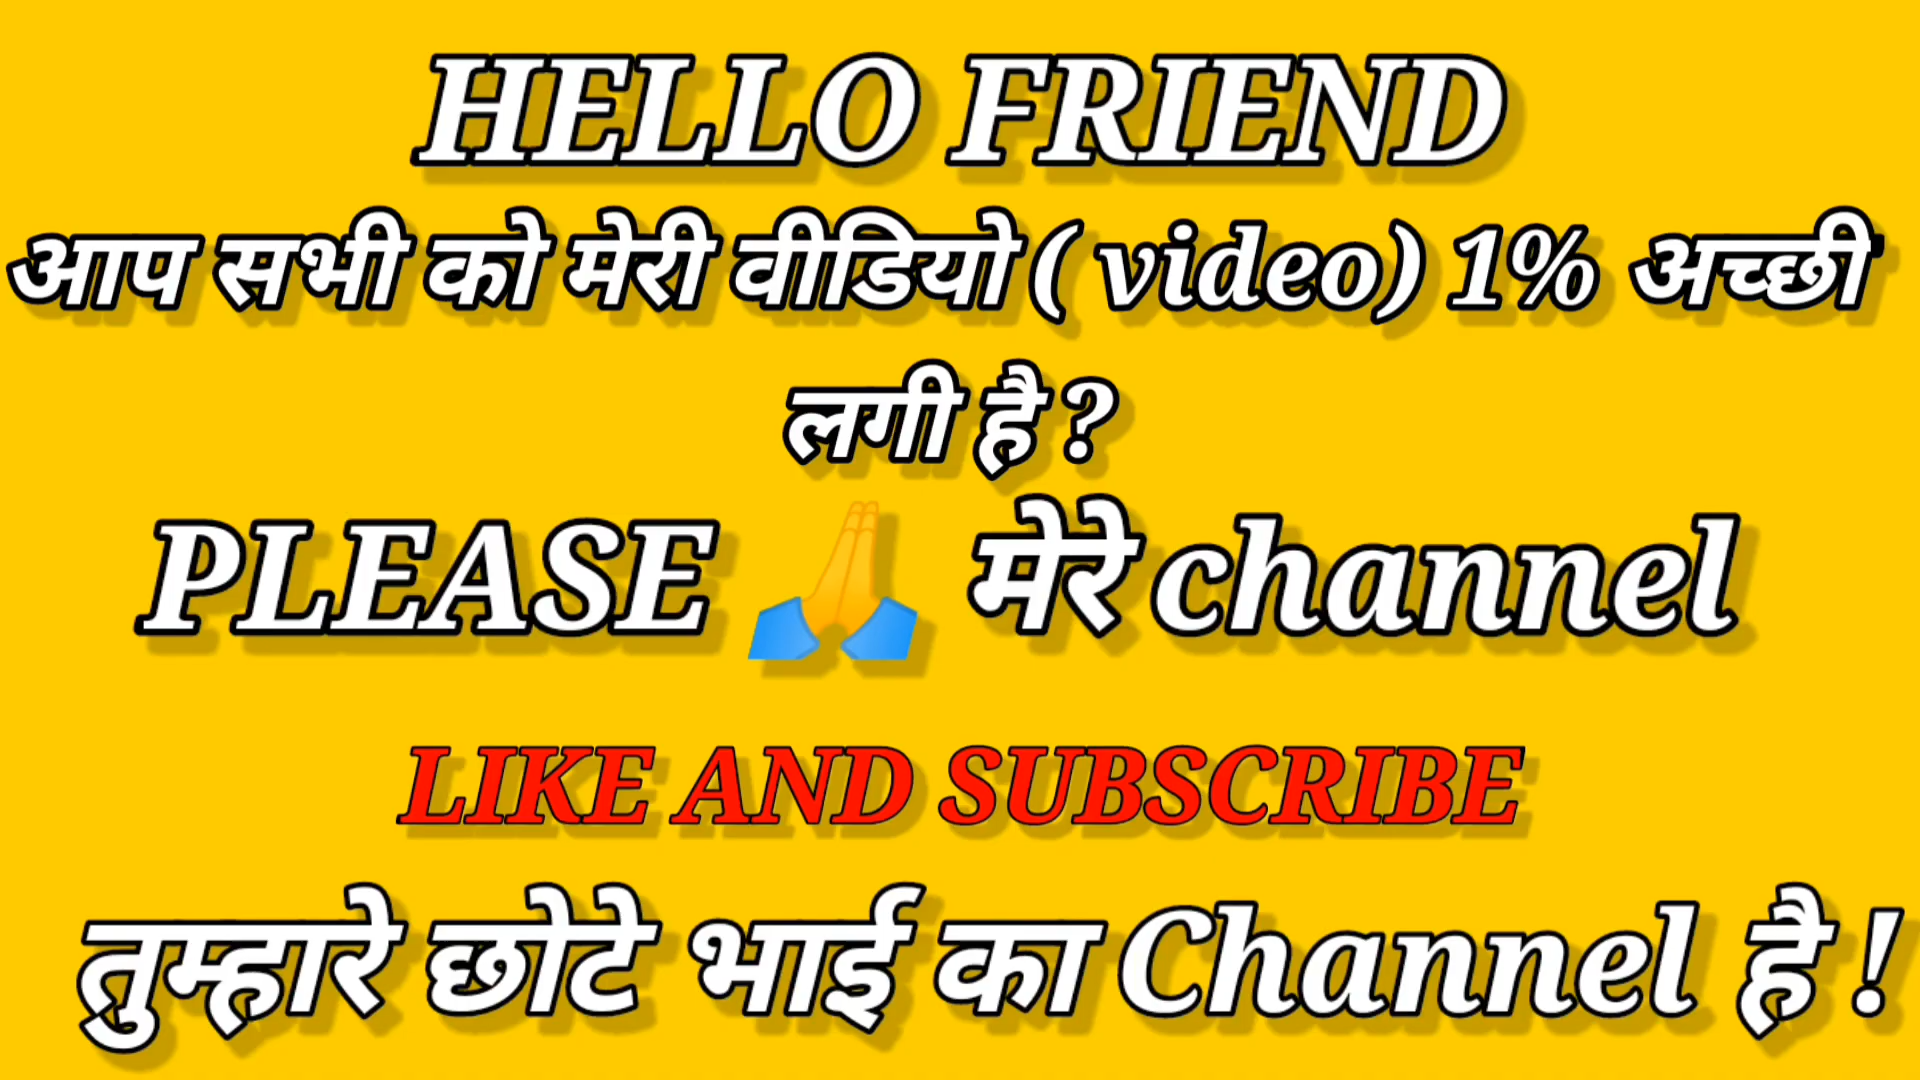 HELLO FRIEND
आप सभी को मेरी वीडियो ( video) 1% अच्छी
लगी है ?
PLEASE 🙏 मेरे channel
LIKE AND SUBSCRIBE
तुम्हारे छोटे भाई का Channel है !